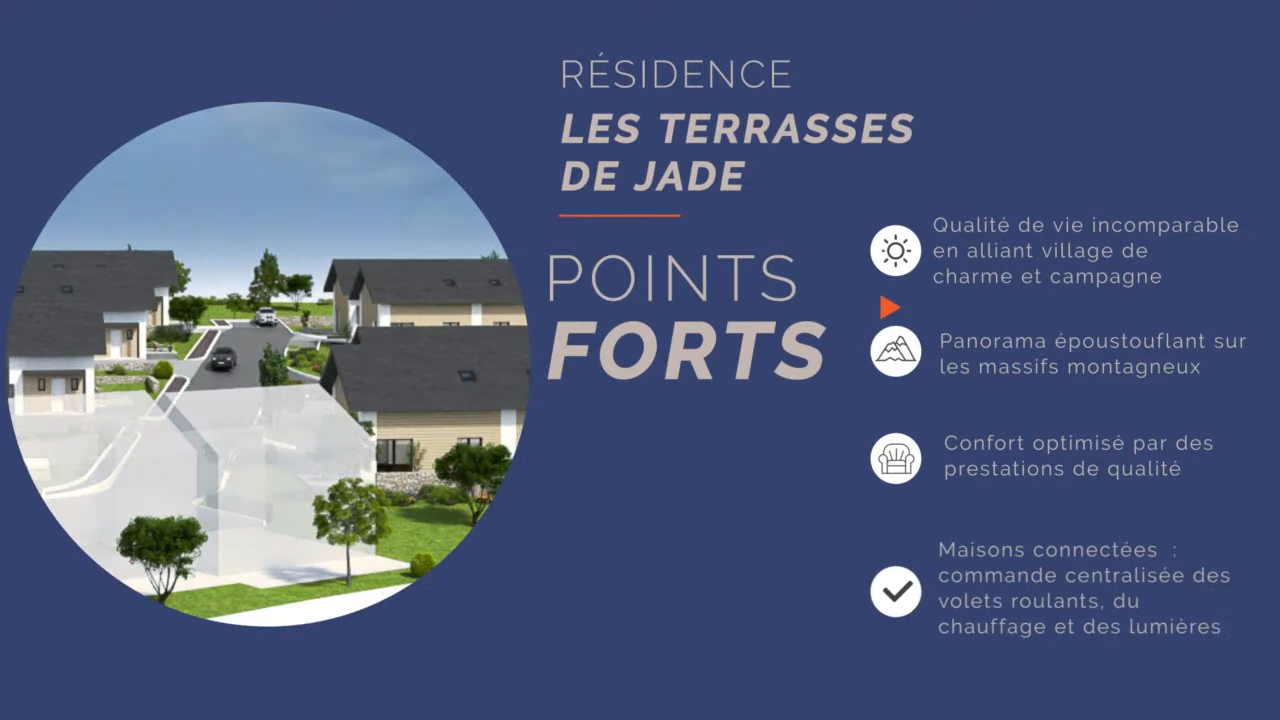 RÉSIDENCE
LES TERRASSES
DE JADE
POINTS
FORTS
Qualité de vie incomparable
en alliant village de
charme et campagne
Panorama époustouflant sur
les massifs montagneux
Confort optimisé par des
prestations de qualité
Maisons connectées :
commande centralisée des
volets roulants, du
chauffage et des lumières